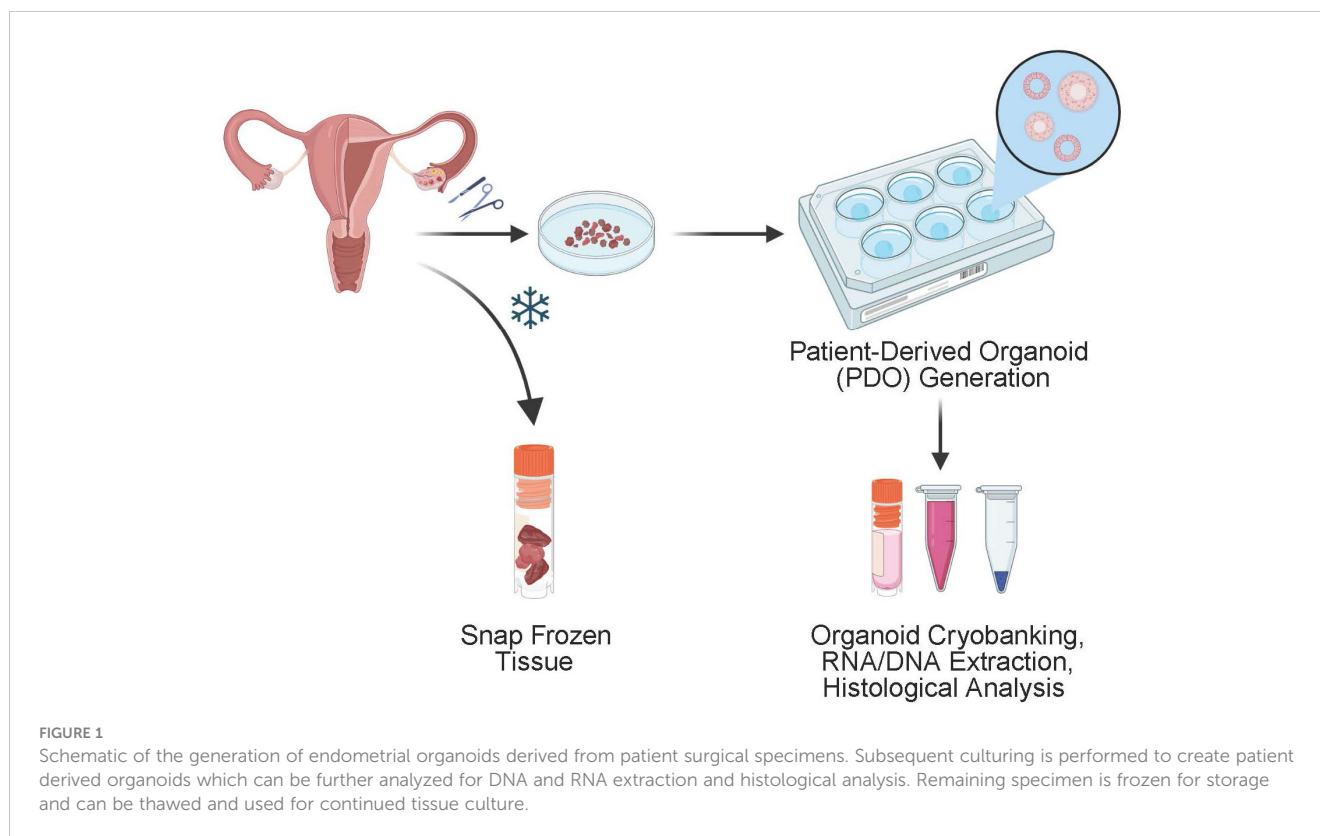 Patient-Derived Organoid
(PDO) Generation
Snap Frozen
Tissue
Organoid Cryobanking,
RNA/DNA Extraction,
Histological Analysis
FIGURE 1
Schematic of the generation of endometrial organoids derived from patient surgical specimens. Subsequent culturing is performed to create patient
derived organoids which can be further analyzed for DNA and RNA extraction and histological analysis. Remaining specimen is frozen for storage
and can be thawed and used for continued tissue culture.